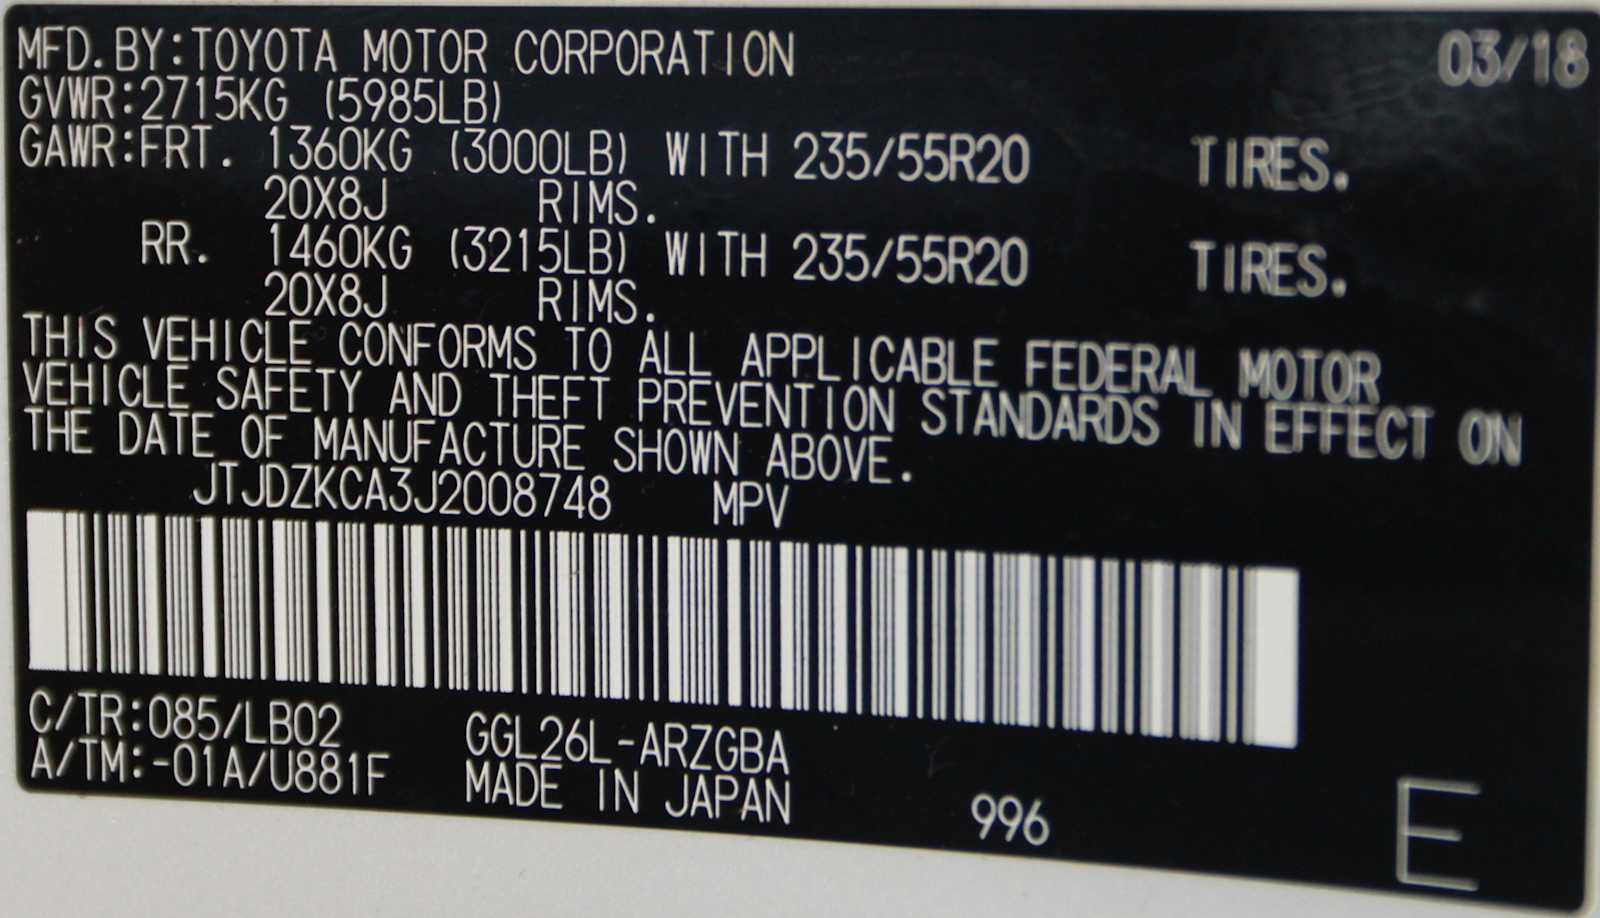 MFD.BY:TOYOTA MOTOR CORPORATION 03/18
GVWR:2715KG (5985LB)
GAWR:FRT. 1360KG (3000LB) WITH 235/55R20 TIRES.
20X8J RIMS.
RR. 1460KG (3215LB) WITH 235/55R20 TIRES.
20X8J RIMS.
THIS VEHICLE CONFORMS TO ALL APPLICABLE FEDERAL MOTOR
VEHICLE SAFETY AND THEFT PREVENTION STANDARDS IN EFFECT ON
THE DATE OF MANUFACTURE SHOWN ABOVE.
JTJDZKCA3J2008748 MPV
C/TR:085/LB02 GGL26L-ARZGBA
A/TM:-01A/U881F MADE IN JAPAN 996 E